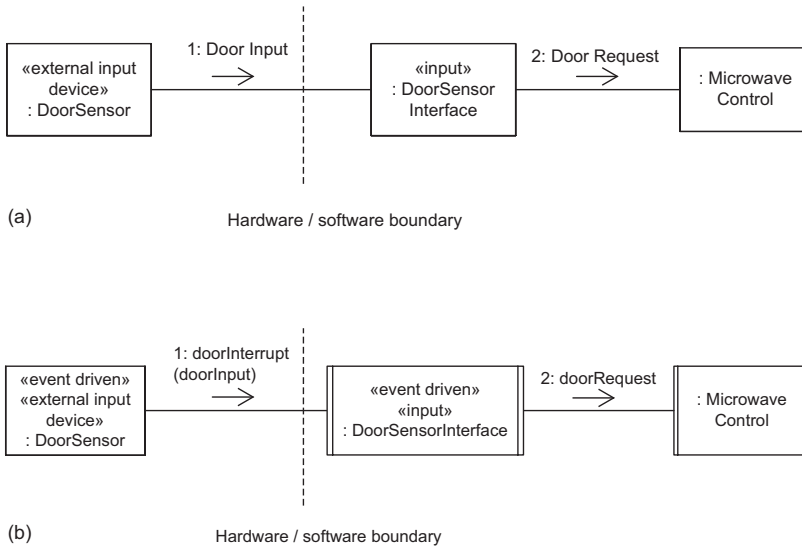 «external input
device»
: DoorSensor
1: Door Input
«input»
: DoorSensor
Interface
2: Door Request
: Microwave
Control
(a)
Hardware / software boundary
«event driven»
«external input
device»
: DoorSensor
1: doorInterrupt
(doorInput)
«event driven»
«input»
: DoorSensorInterface
2: doorRequest
: Microwave
Control
(b)
Hardware / software boundary